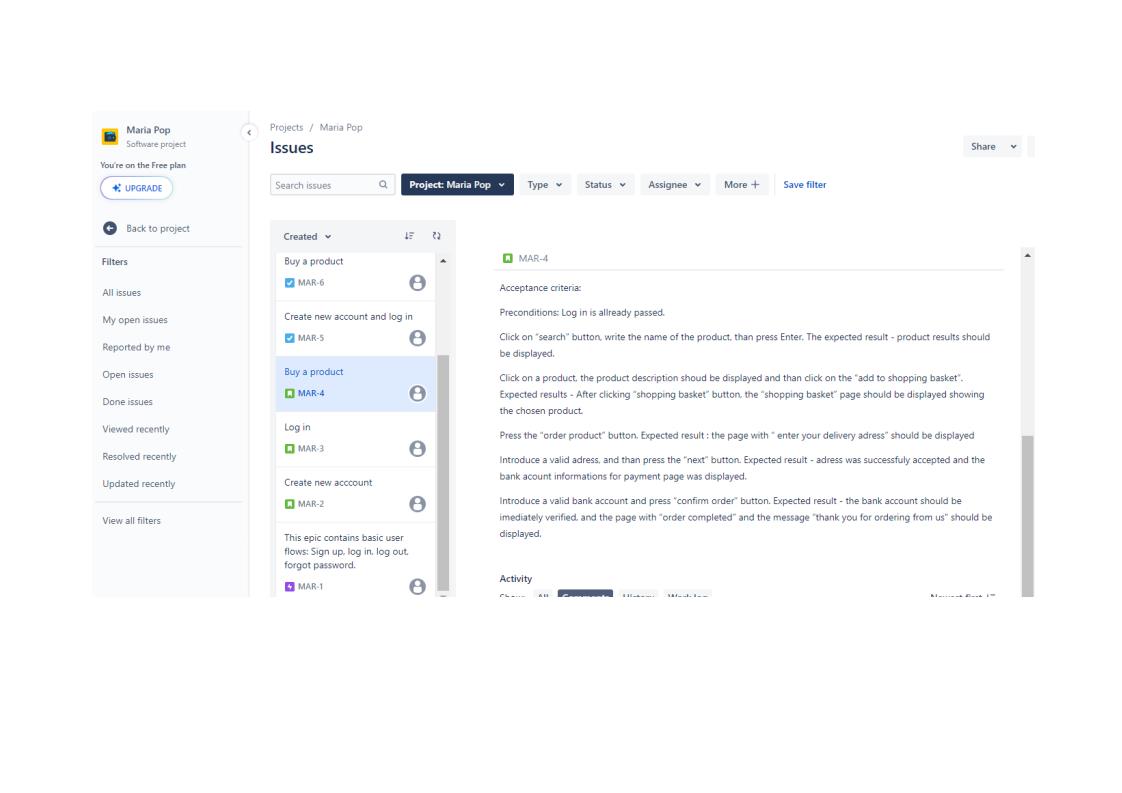 Maria Pop
Software project
You're on the Free plan
UPGRADE
Back to project
Filters
All issues
My open issues
Reported by me
Open issues
Done issues
Viewed recently
Resolved recently
Updated recently
View all filters
Projects / Maria Pop
Issues
Share
Search issues
Project: Maria Pop
Type
Status
Assignee
More +
Save filter
Created
Buy a product
MAR-6
Create new account and log in
MAR-5
Buy a product
MAR-4
Log in
MAR-3
Create new acccount
MAR-2
This epic contains basic user
flows: Sign up, log in, log out,
forgot password.
MAR-1
MAR-4
Acceptance criteria:
Preconditions: Log in is allready passed.
Click on “search” button, write the name of the product, than press Enter. The expected result - product results should
be displayed.
Click on a product, the product description shoud be displayed and than click on the “add to shopping basket”.
Expected results - After clicking “shopping basket” button, the “shopping basket” page should be displayed showing
the chosen product.
Press the “order product” button. Expected result : the page with “ enter your delivery adress” should be displayed
Introduce a valid adress, and than press the “next” button. Expected result - adress was successfuly accepted and the
bank acount informations for payment page was displayed.
Introduce a valid bank account and press “confirm order” button. Expected result - the bank account should be
imediately verified, and the page with “order completed” and the message “thank you for ordering from us” should be
displayed.
Activity
Show: All Comments History Work log
Newest first